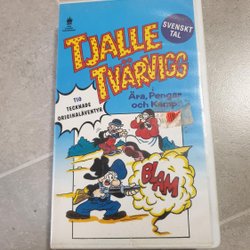 SVENSKT
TAL
TJALLE
TVÄRVIGG
TIO
TECKNADE
ORIGINALÄVENTYR
Ära, Pengar
och Kamp
BLAM